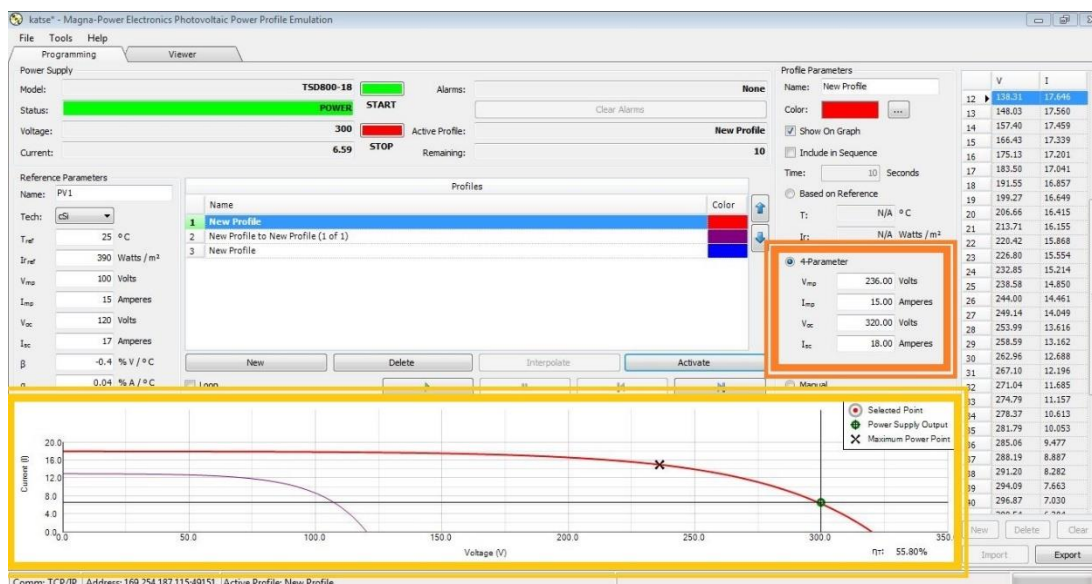 katse* - Magna-Power Electronics Photovoltaic Power Profile Emulation
File Tools Help
Programming Viewer
Power Supply
Model: TSD800-18 START
Status: POWER
Voltage: 300 STOP
Current: 6.59
Alarms: None
Clear Alarms
Active Profile: New Profile
Remaining: 10
Reference Parameters
Name: PV1
Tech: cSi
Tref 25 °C
Irref 390 Watts / m²
Vmp 100 Volts
Imp 15 Amperes
Voc 120 Volts
Isc 17 Amperes
β -0.4 % V / °C
0.04 % A / °C
Profiles
Name Color
1 New Profile
2 New Profile to New Profile (1 of 1)
3 New Profile
New Delete Interpolate Activate
Loop
Profile Parameters
Name: New Profile
Color: ...
Show On Graph
Include in Sequence
Time: 10 Seconds
Based on Reference
T: N/A °C
Ir: N/A Watts / m²
4-Parameter
Vmp 236.00 Volts
Imp 15.00 Amperes
Voc 320.00 Volts
Isc 18.00 Amperes
Manual
V I
12 138.31 17.646
13 148.03 17.560
14 157.40 17.459
15 166.43 17.339
16 175.13 17.201
17 183.50 17.041
18 191.55 16.857
19 199.27 16.649
20 206.66 16.415
21 213.71 16.155
22 220.42 15.868
23 226.80 15.554
24 232.85 15.214
25 238.58 14.850
26 244.00 14.461
27 249.14 14.049
28 253.99 13.616
29 258.59 13.162
30 262.96 12.688
31 267.10 12.196
32 271.04 11.685
33 274.79 11.157
34 278.37 10.613
35 281.79 10.053
36 285.06 9.477
37 288.19 8.887
38 291.20 8.282
39 294.09 7.663
40 296.87 7.030
New Delete Clear
Import Export
Selected Point
Power Supply Output
Maximum Power Point
Current (I)
20.0
16.0
12.0
8.0
4.0
0.0
0.0 50.0 100.0 150.0 200.0 250.0 300.0 350.
Voltage (V)
55.80%
Comm: TCP/IP Address: 169.254.187.115:49151 Active Profile: New Profile